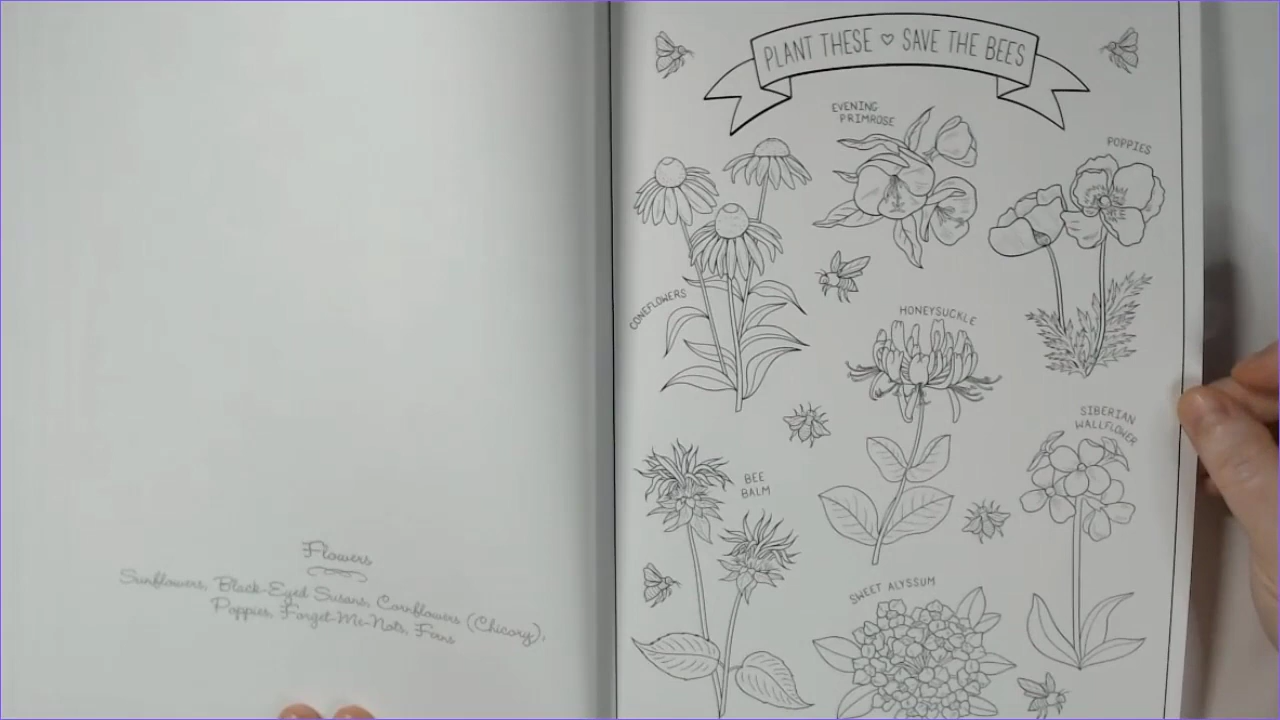 Flowers
Sunflowers, Black-Eyed Susans, Cornflowers (Chicory),
Poppies, Forget-Me-Nots, Ferns
PLANT THESE ♡ SAVE THE BEES
EVENING
PRIMROSE
POPPIES
CONEFLOWERS
HONEYSUCKLE
SIBERIAN
WALLFLOWER
BEE
BALM
SWEET ALYSSUM